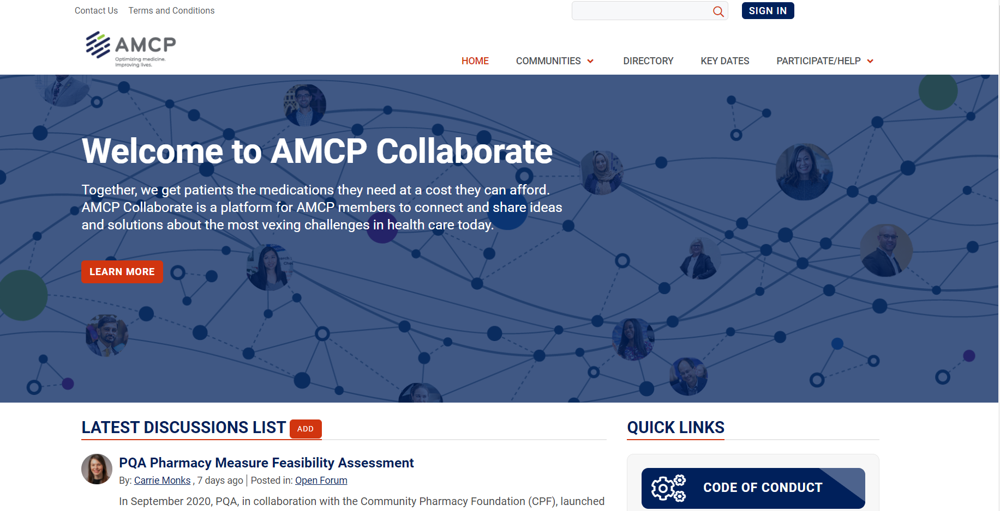 Contact Us Terms and Conditions
SIGN IN
AMCP
Optimizing medicine.
Improving lives.
HOME COMMUNITIES DIRECTORY KEY DATES PARTICIPATE/HELP
Welcome to AMCP Collaborate
Together, we get patients the medications they need at a cost they can afford.
AMCP Collaborate is a platform for AMCP members to connect and share ideas
and solutions about the most vexing challenges in health care today.
LEARN MORE
LATEST DISCUSSIONS LIST ADD
PQA Pharmacy Measure Feasibility Assessment
By: Carrie Monks , 7 days ago | Posted in: Open Forum
In September 2020, PQA, in collaboration with the Community Pharmacy Foundation (CPF), launched
QUICK LINKS
CODE OF CONDUCT